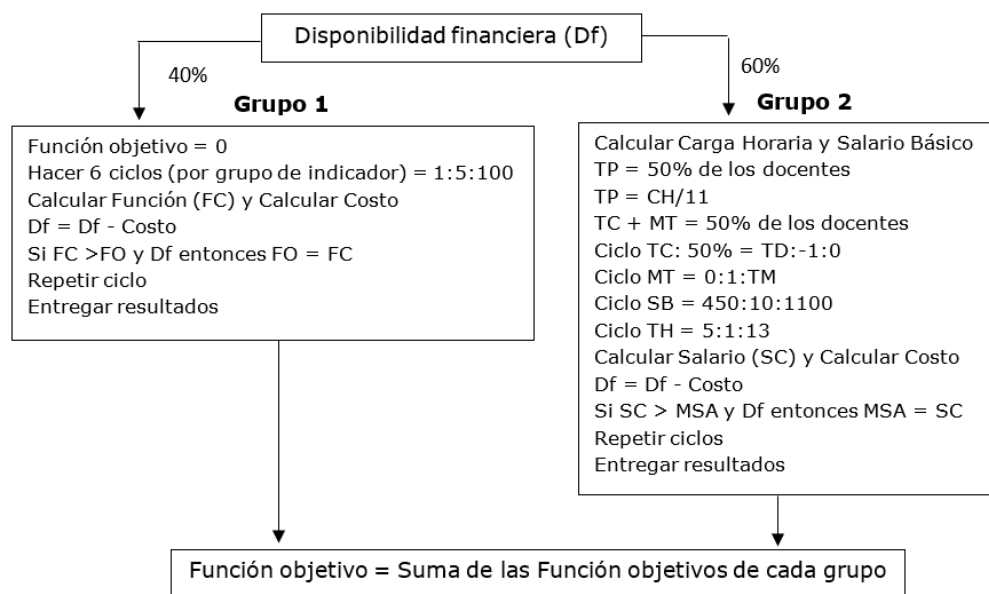 Disponibilidad financiera (Df)
40%
60%
Grupo 1
Función objetivo = 0
Hacer 6 ciclos (por grupo de indicador) = 1:5:100
Calcular Función (FC) y Calcular Costo
Df = Df - Costo
Si FC >FO y Df entonces FO = FC
Repetir ciclo
Entregar resultados
Grupo 2
Calcular Carga Horaria y Salario Básico
TP = 50% de los docentes
TP = CH/11
TC + MT = 50% de los docentes
Ciclo TC: 50% = TD:-1:0
Ciclo MT = 0:1:TM
Ciclo SB = 450:10:1100
Ciclo TH = 5:1:13
Calcular Salario (SC) y Calcular Costo
Df = Df - Costo
Si SC > MSA y Df entonces MSA = SC
Repetir ciclos
Entregar resultados
Función objetivo = Suma de las Función objetivos de cada grupo